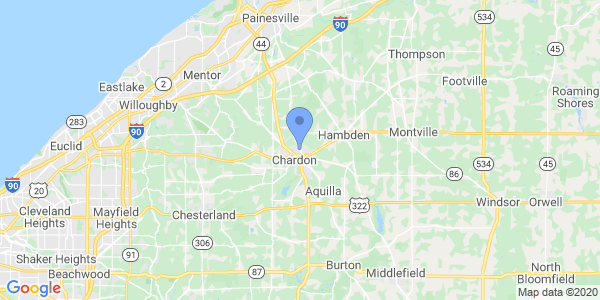 Painesville
534
90
44
45
Thompson
Mentor
2
Footville
Eastlake
Willoughby
Roaming
Shores
283
90
Euclid
Hambden
Montville
Chardon
534
86
90
20
Aquilla
322
Windsor
Orwell
Cleveland
Heights
Mayfield
Heights
Chesterland
306
91
Shaker Heights
Beachwood
87
Burton
Middlefield
45
North
Bloomfield
Map data ©2020